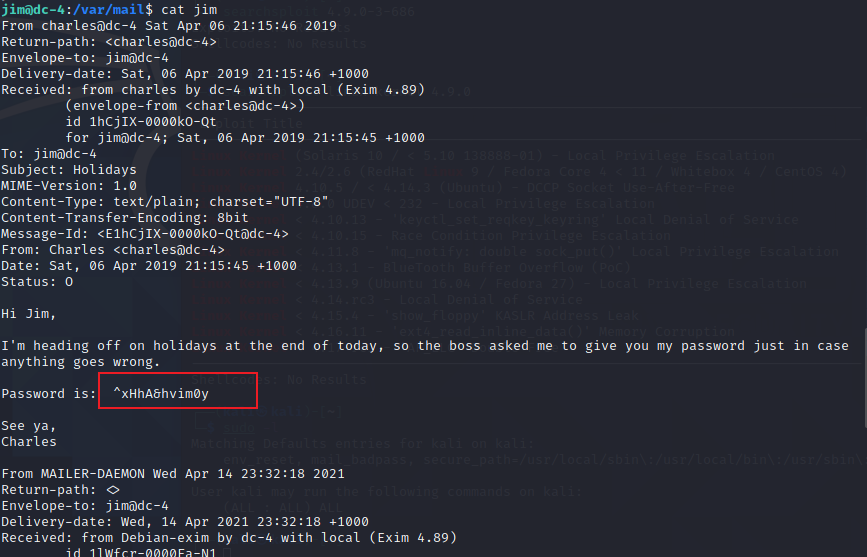 jim@dc-4:/var/mail$ cat jim
From charles@dc-4 Sat Apr 06 21:15:46 2019
Return-path: <charles@dc-4>
Envelope-to: jim@dc-4
Delivery-date: Sat, 06 Apr 2019 21:15:46 +1000
Received: from charles by dc-4 with local (Exim 4.89)
(envelope-from <charles@dc-4>)
id 1hCjIX-0000kO-Qt
for jim@dc-4; Sat, 06 Apr 2019 21:15:45 +1000
To: jim@dc-4
Subject: Holidays
MIME-Version: 1.0
Content-Type: text/plain; charset="UTF-8"
Content-Transfer-Encoding: 8bit
Message-Id: <E1hCjIX-0000kO-Qt@dc-4>
From: Charles <charles@dc-4>
Date: Sat, 06 Apr 2019 21:15:45 +1000
Status: O
Hi Jim,
I'm heading off on holidays at the end of today, so the boss asked me to give you my password just in case
anything goes wrong.
Password is: ^xHhA&hvim0y
See ya,
Charles
From MAILER-DAEMON Wed Apr 14 23:32:18 2021
Return-path: <>
Envelope-to: jim@dc-4
Delivery-date: Wed, 14 Apr 2021 23:32:18 +1000
Received: from Debian-exim by dc-4 with local (Exim 4.89)
id 1lWfcr-0000Ea-N1